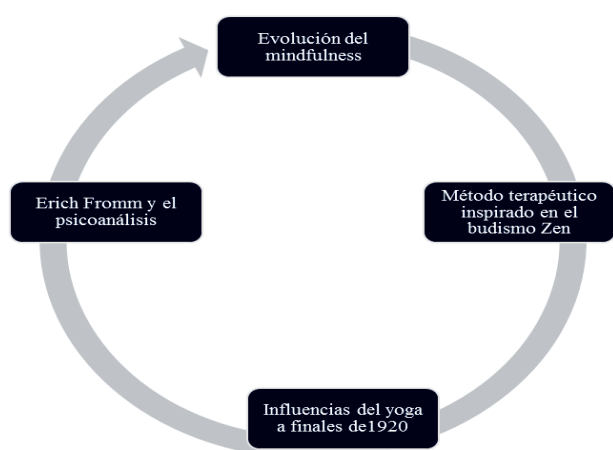 Evolución del
mindfulness
Método terapéutico
inspirado en el
budismo Zen
Influencias del yoga
a finales de1920
Erich Fromm y el
psicoanálisis